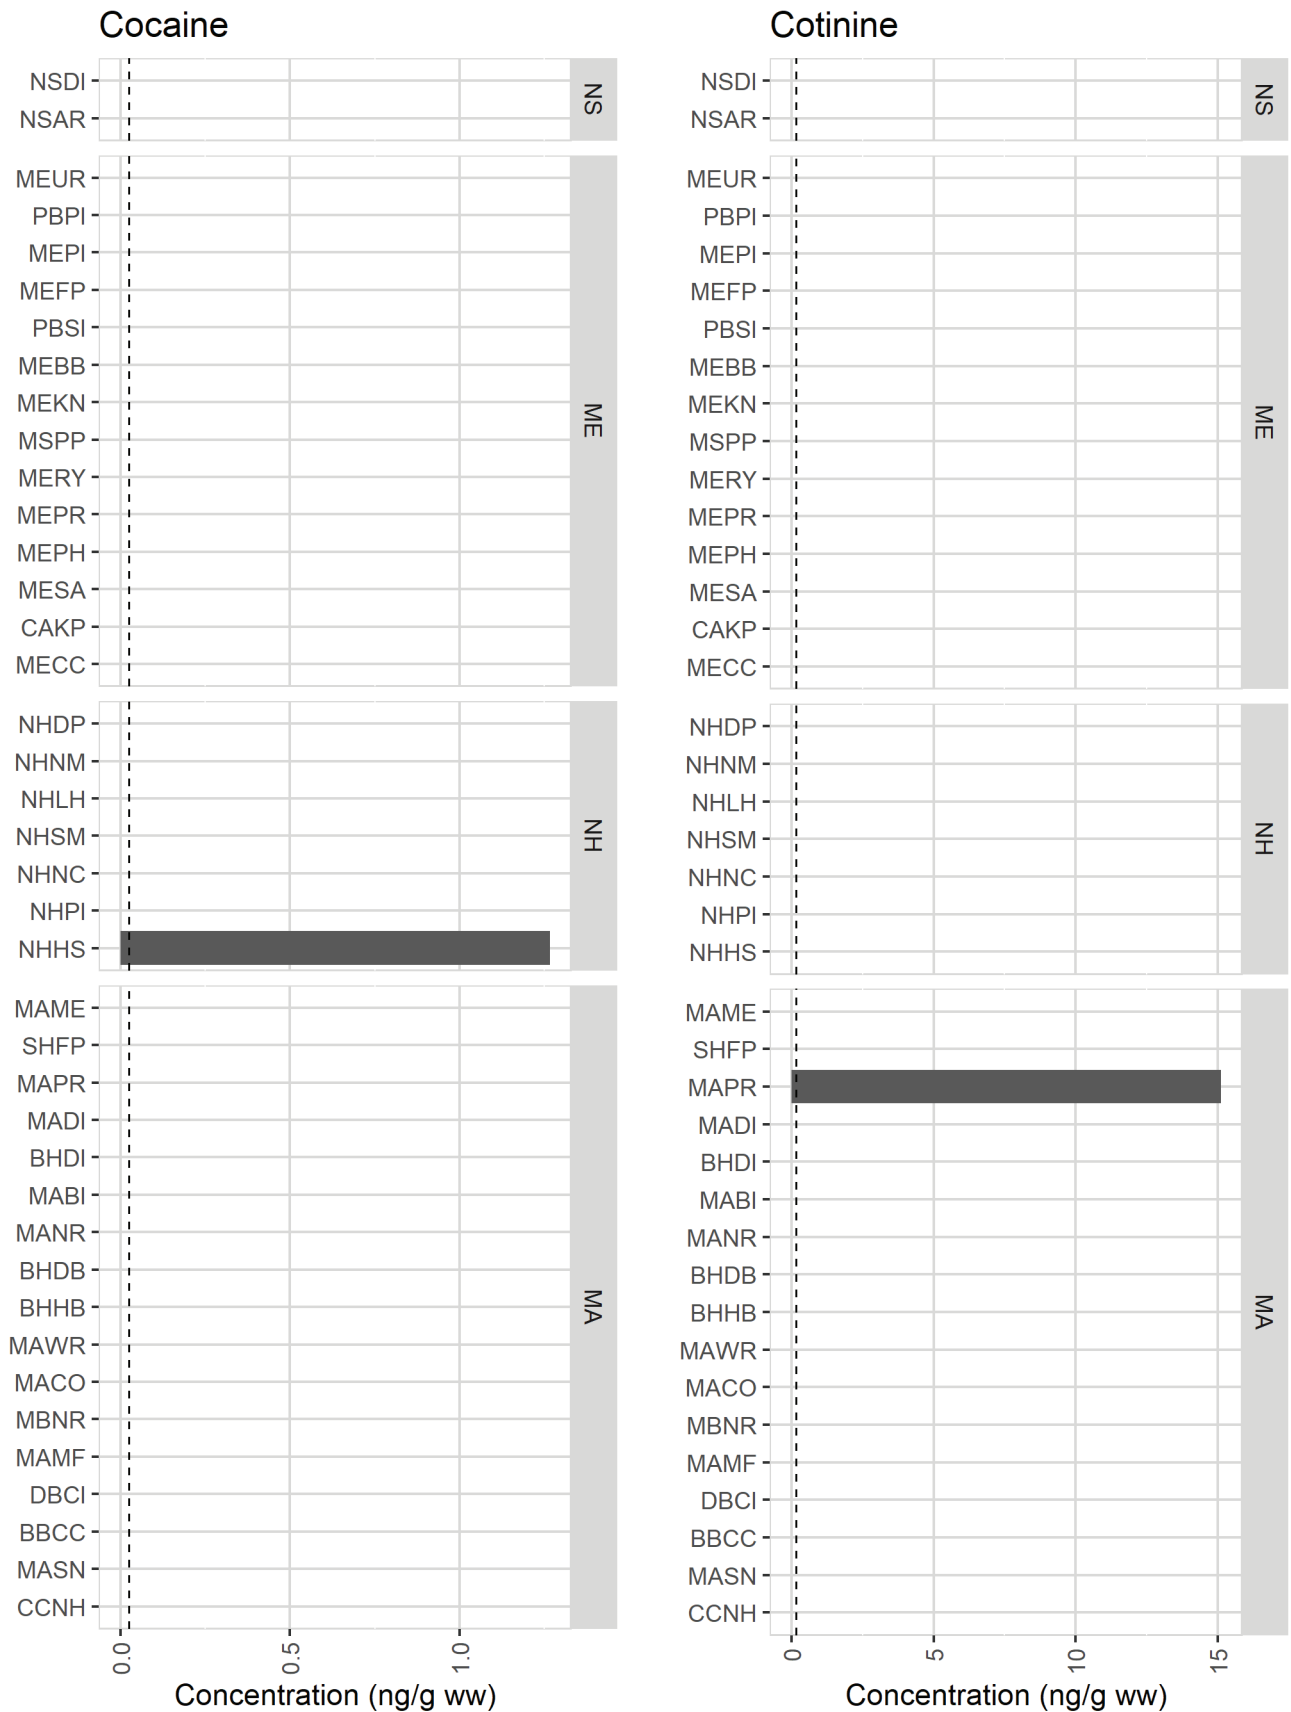 Cocaine
NSDI
NSAR
NS
MEUR
PBPI
MEPI
MEFP
PBSI
MEBB
MEKN
MSPP
MERY
MEPR
MEPH
MESA
CAKP
MECC
ME
NHDP
NHNM
NHLH
NHSM
NHNC
NHPI
NHHS
NH
MAME
SHFP
MAPR
MADI
BHDI
MABI
MANR
BHDB
BHHB
MAWR
MACO
MBNR
MAMF
DBCI
BBCC
MASN
CCNH
MA
0.0
0.5
1.0
Concentration (ng/g ww)
Cotinine
NSDI
NSAR
NS
MEUR
PBPI
MEPI
MEFP
PBSI
MEBB
MEKN
MSPP
MERY
MEPR
MEPH
MESA
CAKP
MECC
ME
NHDP
NHNM
NHLH
NHSM
NHNC
NHPI
NHHS
NH
MAME
SHFP
MAPR
MADI
BHDI
MABI
MANR
BHDB
BHHB
MAWR
MACO
MBNR
MAMF
DBCI
BBCC
MASN
CCNH
MA
0
5
10
15
Concentration (ng/g ww)